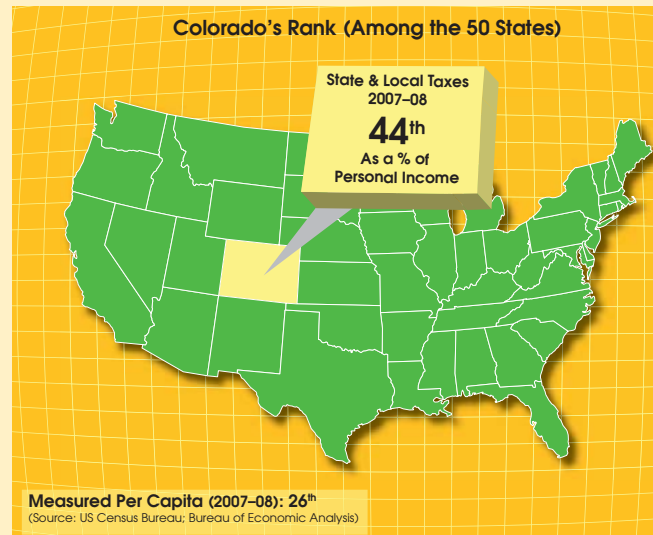 Colorado's Rank (Among the 50 States)
State & Local Taxes
2007–08
44th
As a % of
Personal Income
Measured Per Capita (2007–08): 26th
(Source: US Census Bureau; Bureau of Economic Analysis)